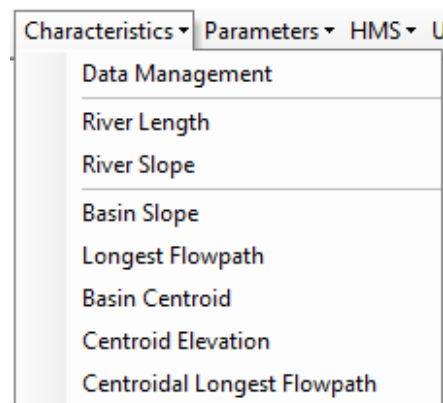 Characteristics Parameters HMS U
Data Management
River Length
River Slope
Basin Slope
Longest Flowpath
Basin Centroid
Centroid Elevation
Centroidal Longest Flowpath